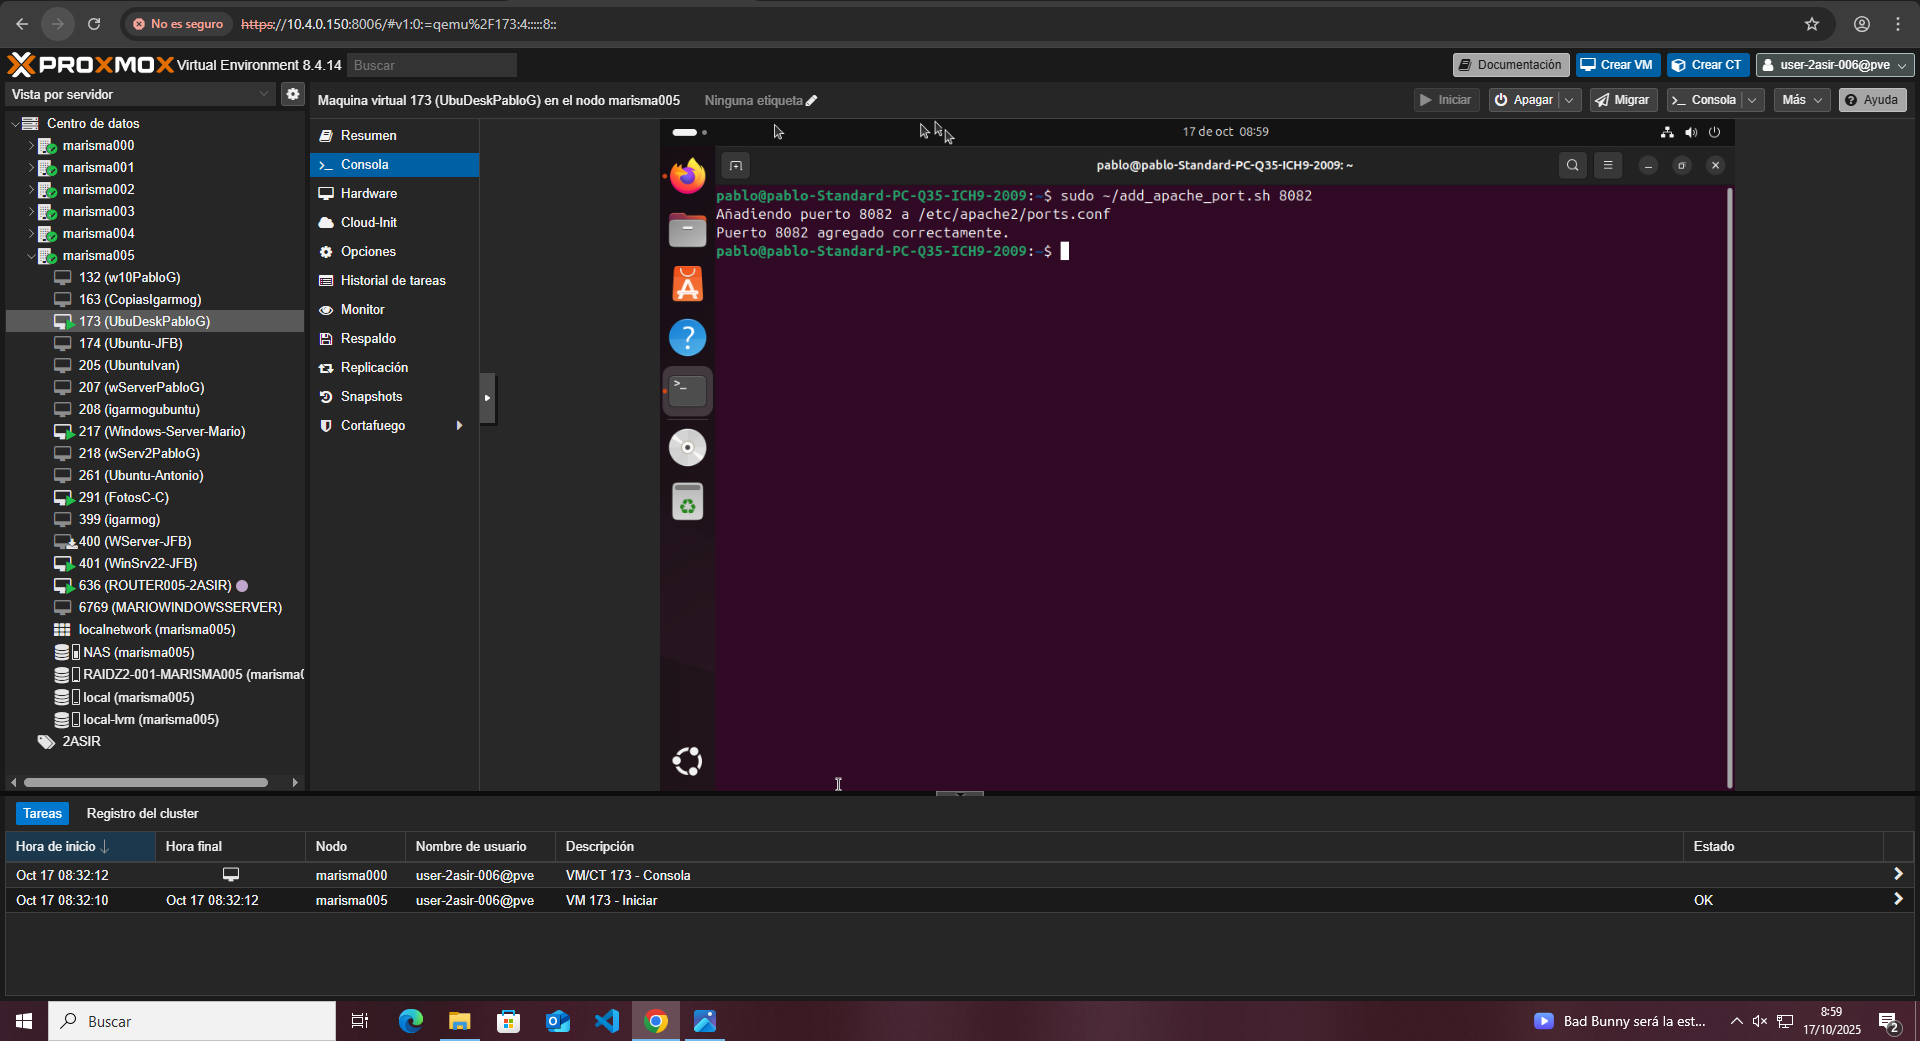 No es seguro
https://10.4.0.150:8006/#v1:0:=qemu%2F173:4:::::8::
PROXMOX Virtual Environment 8.4.14 Buscar
Documentación Crear VM Crear CT user-2asir-006@pve
Vista por servidor
Maquina virtual 173 (UbuDeskPabloG) en el nodo marisma005 Ninguna etiqueta
Iniciar Apagar Migrar Consola Más Ayuda
Centro de datos
marisma000
marisma001
marisma002
marisma003
marisma004
marisma005
132 (w10PabloG)
163 (CopiasIgarmog)
173 (UbuDeskPabloG)
174 (Ubuntu-JFB)
205 (UbuntuIvan)
207 (wServerPabloG)
208 (igarmogubuntu)
217 (Windows-Server-Mario)
218 (wServ2PabloG)
261 (Ubuntu-Antonio)
291 (FotosC-C)
399 (igarmog)
400 (WServer-JFB)
401 (WinSrv22-JFB)
636 (ROUTER005-2ASIR)
6769 (MARIOWINDOWSSERVER)
localnetwork (marisma005)
NAS (marisma005)
RAIDZ2-001-MARISMA005 (marisma0
local (marisma005)
local-lvm (marisma005)
2ASIR
Resumen
Consola
Hardware
Cloud-Init
Opciones
Historial de tareas
Monitor
Respaldo
Replicación
Snapshots
Cortafuego
17 de oct 08:59
pablo@pablo-Standard-PC-Q35-ICH9-2009: ~
pablo@pablo-Standard-PC-Q35-ICH9-2009:~$ sudo ~/add_apache_port.sh 8082
Añadiendo puerto 8082 a /etc/apache2/ports.conf
Puerto 8082 agregado correctamente.
pablo@pablo-Standard-PC-Q35-ICH9-2009:~$
Tareas Registro del cluster
Hora de inicio Hora final Nodo Nombre de usuario Descripción Estado
Oct 17 08:32:12 marisma000 user-2asir-006@pve VM/CT 173 - Consola
Oct 17 08:32:10 Oct 17 08:32:12 marisma005 user-2asir-006@pve VM 173 - Iniciar OK
Buscar
Bad Bunny será la est...
8:59
17/10/2025
2